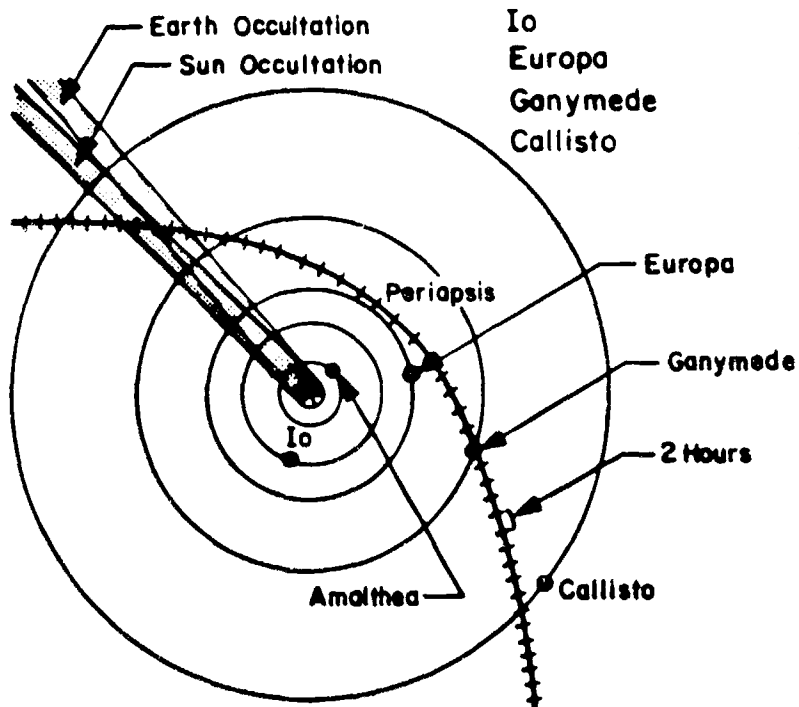 Earth Occultation
Sun Occultation
Io
Europa
Ganymede
Callisto
Periapsis
Europa
Ganymede
Io
2 Hours
Amalthea
Callisto